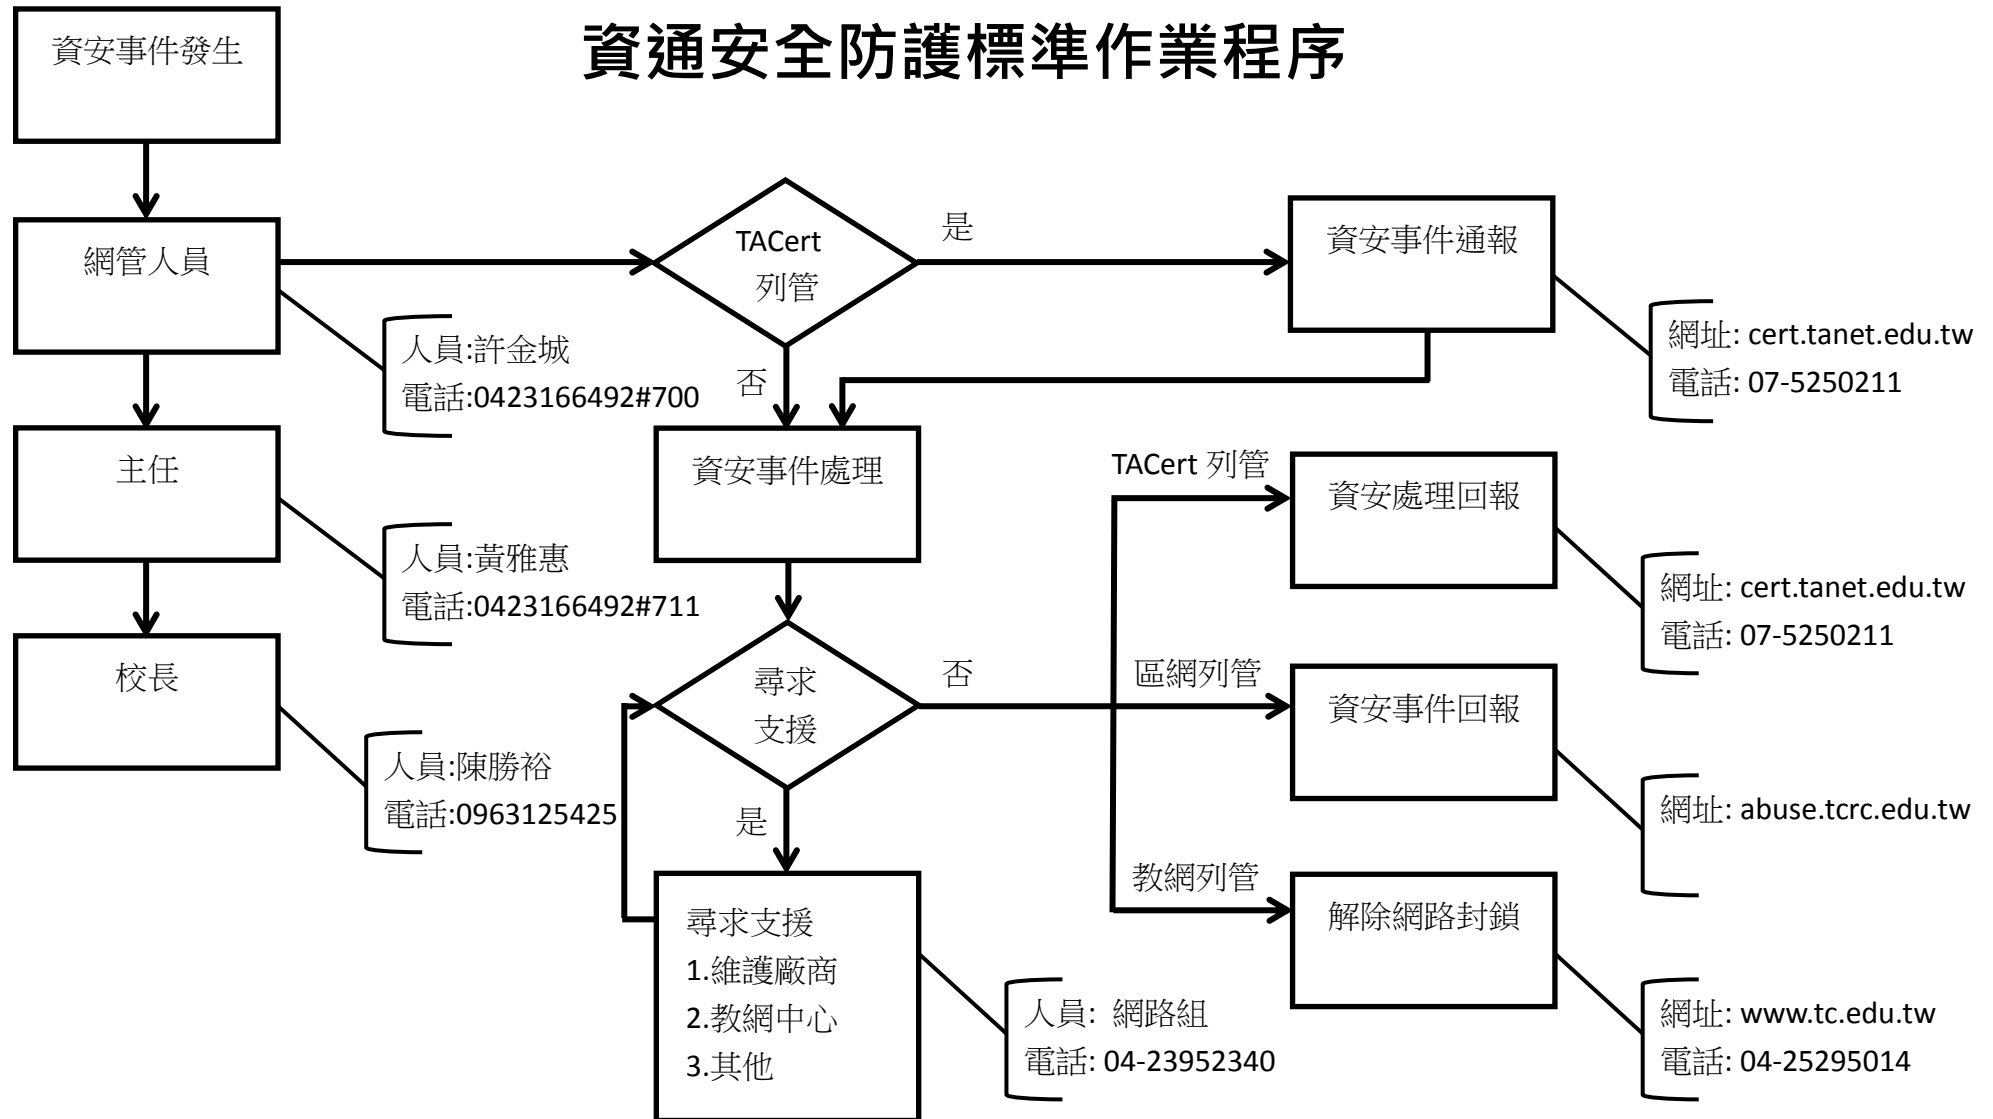 資通安全防護標準作業程序
資安事件發生
網管人員
人員:許金城
電話:0423166492#700
主任
人員:黃雅惠
電話:0423166492#711
校長
人員:陳勝裕
電話:0963125425
TACert
列管
是
否
資安事件通報
網址: cert.tanet.edu.tw
電話: 07-5250211
資安事件處理
尋求
支援
否
是
尋求支援
1.維護廠商
2.教網中心
3.其他
人員: 網路組
電話: 04-23952340
TACert 列管
資安處理回報
網址: cert.tanet.edu.tw
電話: 07-5250211
區網列管
資安事件回報
網址: abuse.tcrc.edu.tw
教網列管
解除網路封鎖
網址: www.tc.edu.tw
電話: 04-25295014